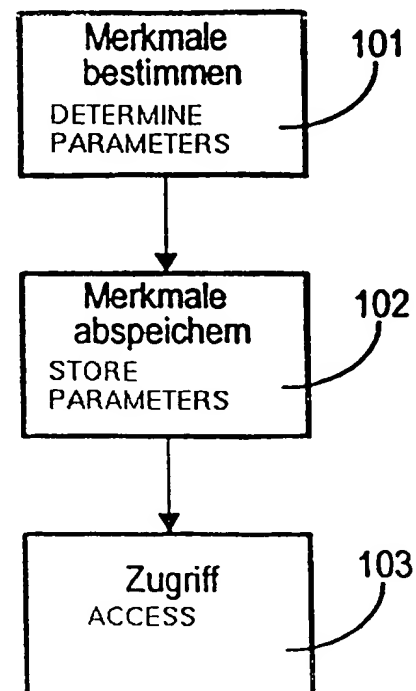 Merkmale
bestimmen
DETERMINE
PARAMETERS
101
Merkmale
abspeichern
STORE
PARAMETERS
102
Zugriff
ACCESS
103